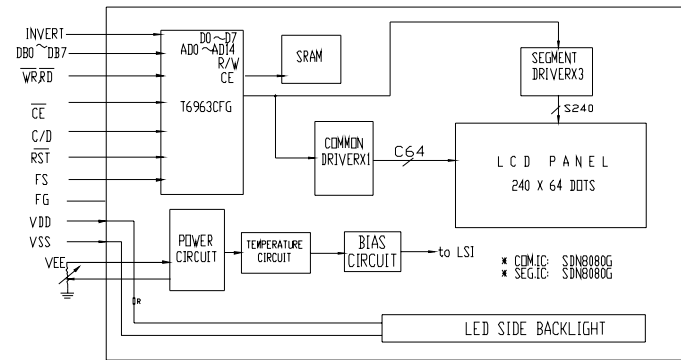 INVERT
DB0~DB7
WR,RD
CE
C/D
RST
FS
FG
VDD
VSS
VEE
R
D0~D7
AD0~AD14
R/W
CE
T6963CFG
SRAM
COMMON
DRIVERX1
C64
SEGMENT
DRIVERX3
S240
LCD PANEL
240 X 64 DOTS
POWER
CIRCUIT
TEMPERATURE
CIRCUIT
BIAS
CIRCUIT
to LSI
* COM.IC: SDN8080G
* SEG.IC: SDN8080G
LED SIDE BACKLIGHT